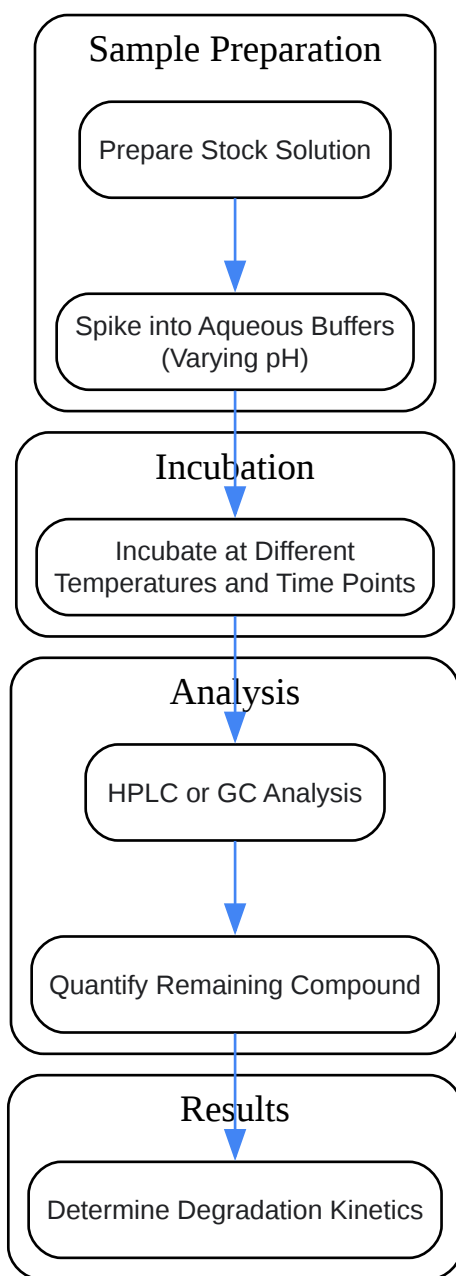 Sample Preparation
Prepare Stock Solution
Spike into Aqueous Buffers
(Varying pH)
Incubation
Incubate at Different
Temperatures and Time Points
Analysis
HPLC or GC Analysis
Quantify Remaining Compound
Results
Determine Degradation Kinetics